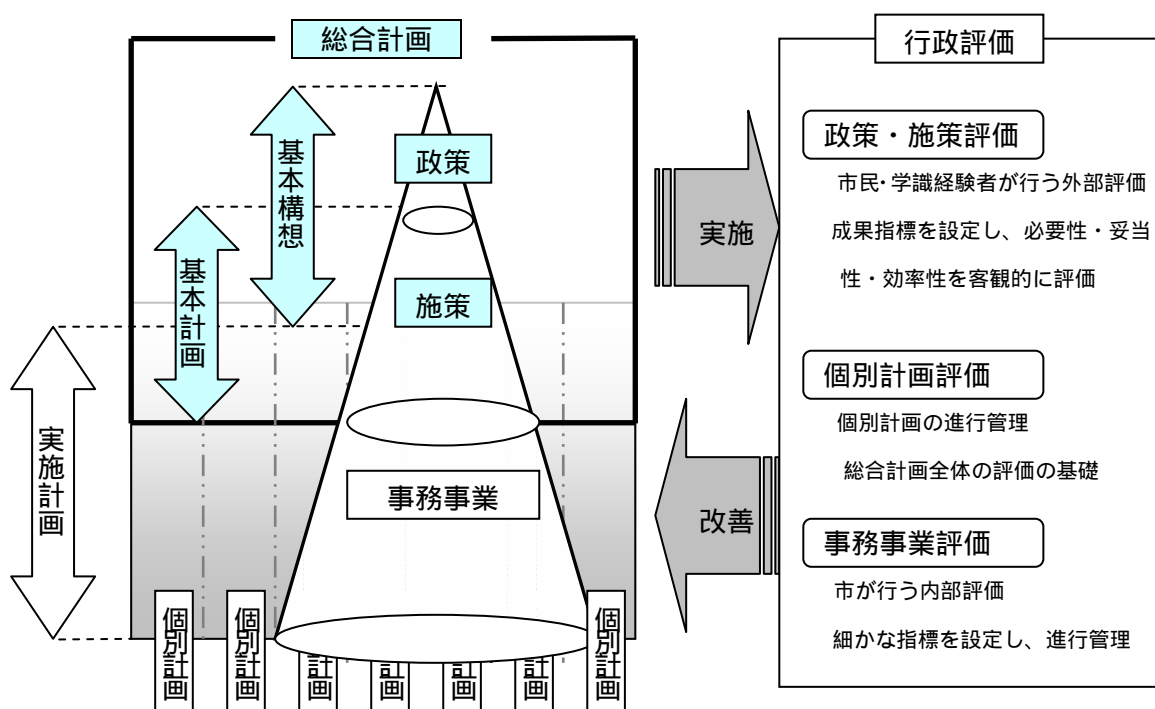 総合計画
行政評価
基本構想
政策
基本計画
施策
実施計画
事務事業
個別計画
個別計画
別計画
別計画
別計画
別計画
個別計画
実施
改善
政策・施策評価
市民・学識経験者が行う外部評価
成果指標を設定し、必要性・妥当
性・効率性を客観的に評価
個別計画評価
個別計画の進行管理
総合計画全体の評価の基礎
事務事業評価
市が行う内部評価
細かな指標を設定し、進行管理